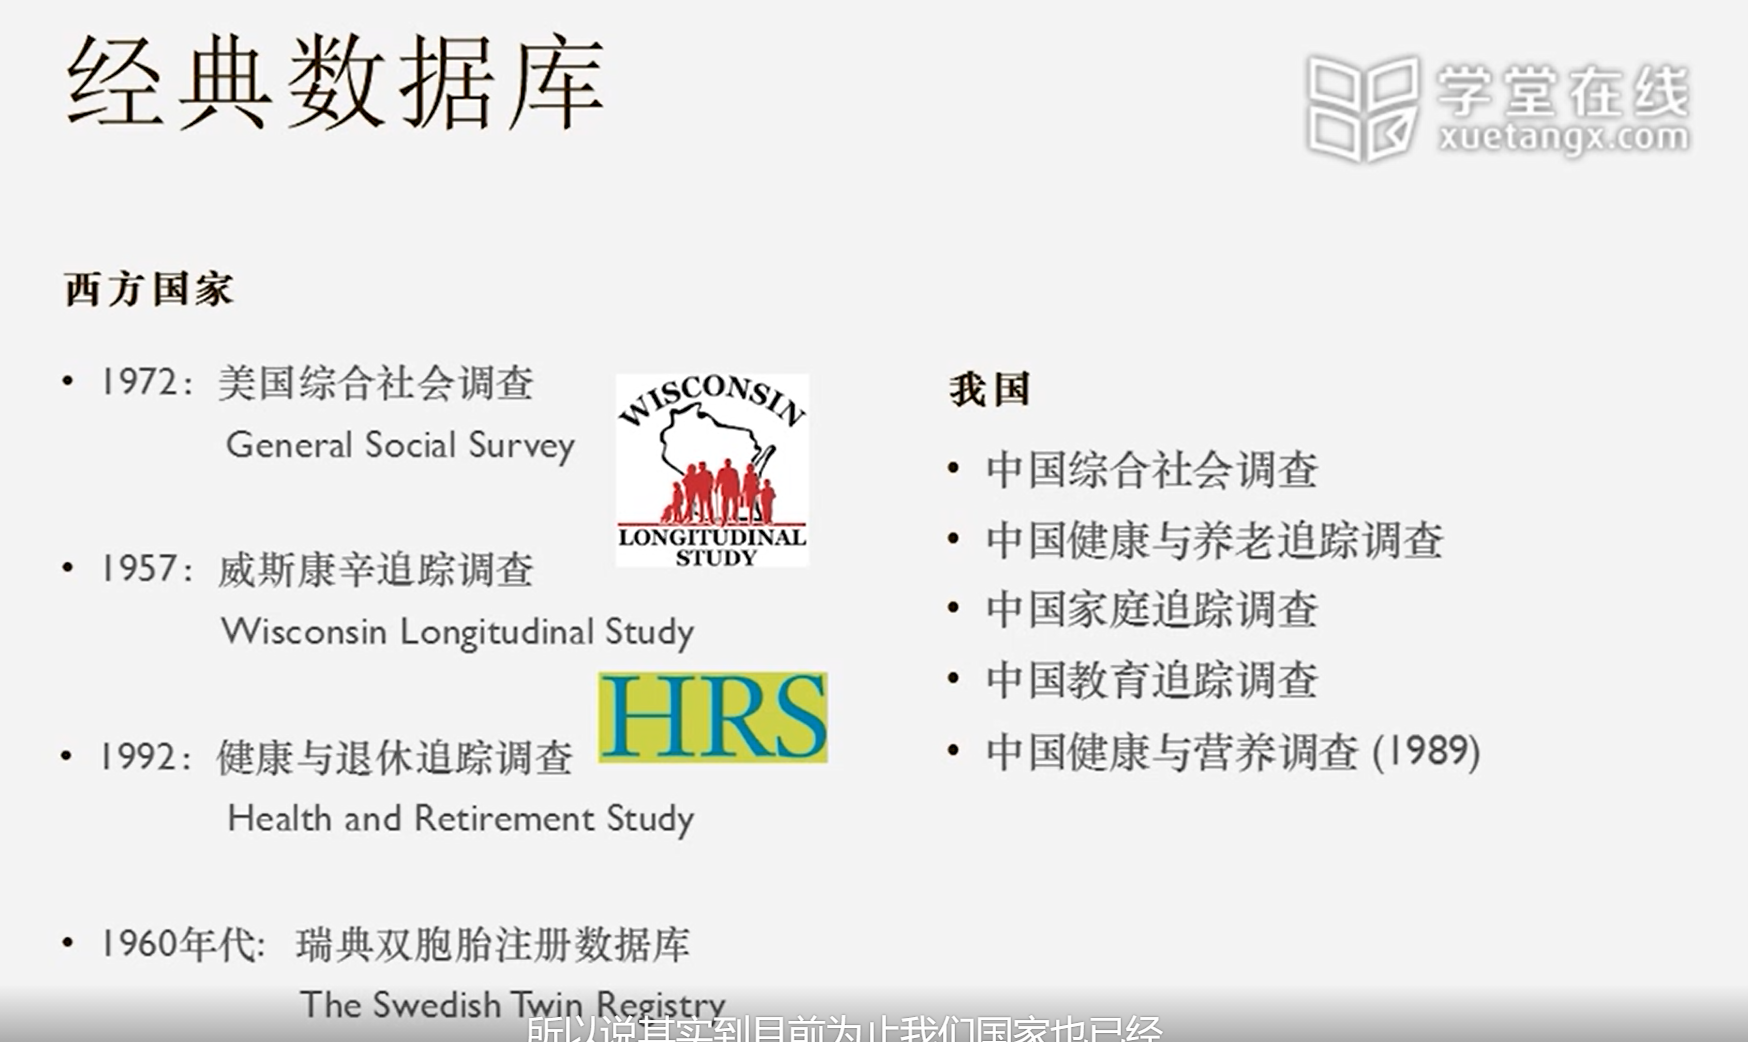 经典数据库
学堂在线
xuetangx.com
西方国家
• 1972：美国综合社会调查
General Social Survey
WISCONSIN
LONGITUDINAL
STUDY
• 1957：威斯康辛追踪调查
Wisconsin Longitudinal Study
HRS
• 1992：健康与退休追踪调查
Health and Retirement Study
• 1960年代：瑞典双胞胎注册数据库
The Swedish Twin Registry
我国
• 中国综合社会调查
• 中国健康与养老追踪调查
• 中国家庭追踪调查
• 中国教育追踪调查
• 中国健康与营养调查 (1989)
所以说其实到目前为止我们国家也已经